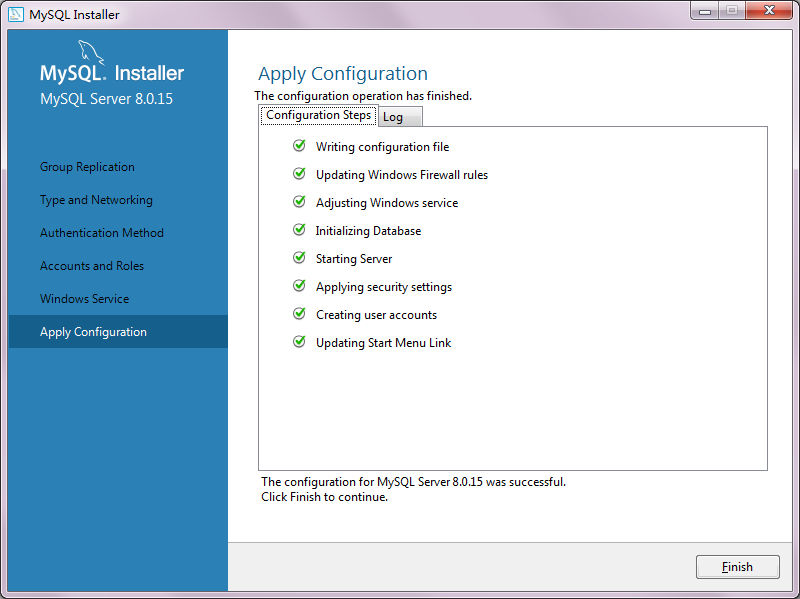 MySQL Installer
MySQL. Installer
MySQL Server 8.0.15
Group Replication
Type and Networking
Authentication Method
Accounts and Roles
Windows Service
Apply Configuration
Apply Configuration
The configuration operation has finished.
Configuration Steps Log
Writing configuration file
Updating Windows Firewall rules
Adjusting Windows service
Initializing Database
Starting Server
Applying security settings
Creating user accounts
Updating Start Menu Link
The configuration for MySQL Server 8.0.15 was successful.
Click Finish to continue.
Finish